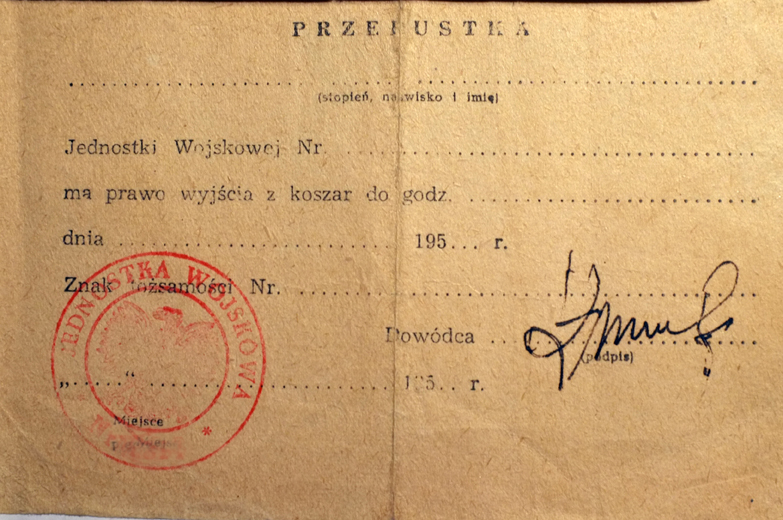 PRZEPUSTKA
(stopień, nazwisko i imię)
Jednostki Wojskowej Nr.
ma prawo wyjścia z koszar do godz.
dnia ........ 195... r.
Znak tożsamości Nr.
Dowódca
(podpis)
„.....“ ........ 195.. r.
Miejsce
JEDNOSTKA WOJSKOWA *